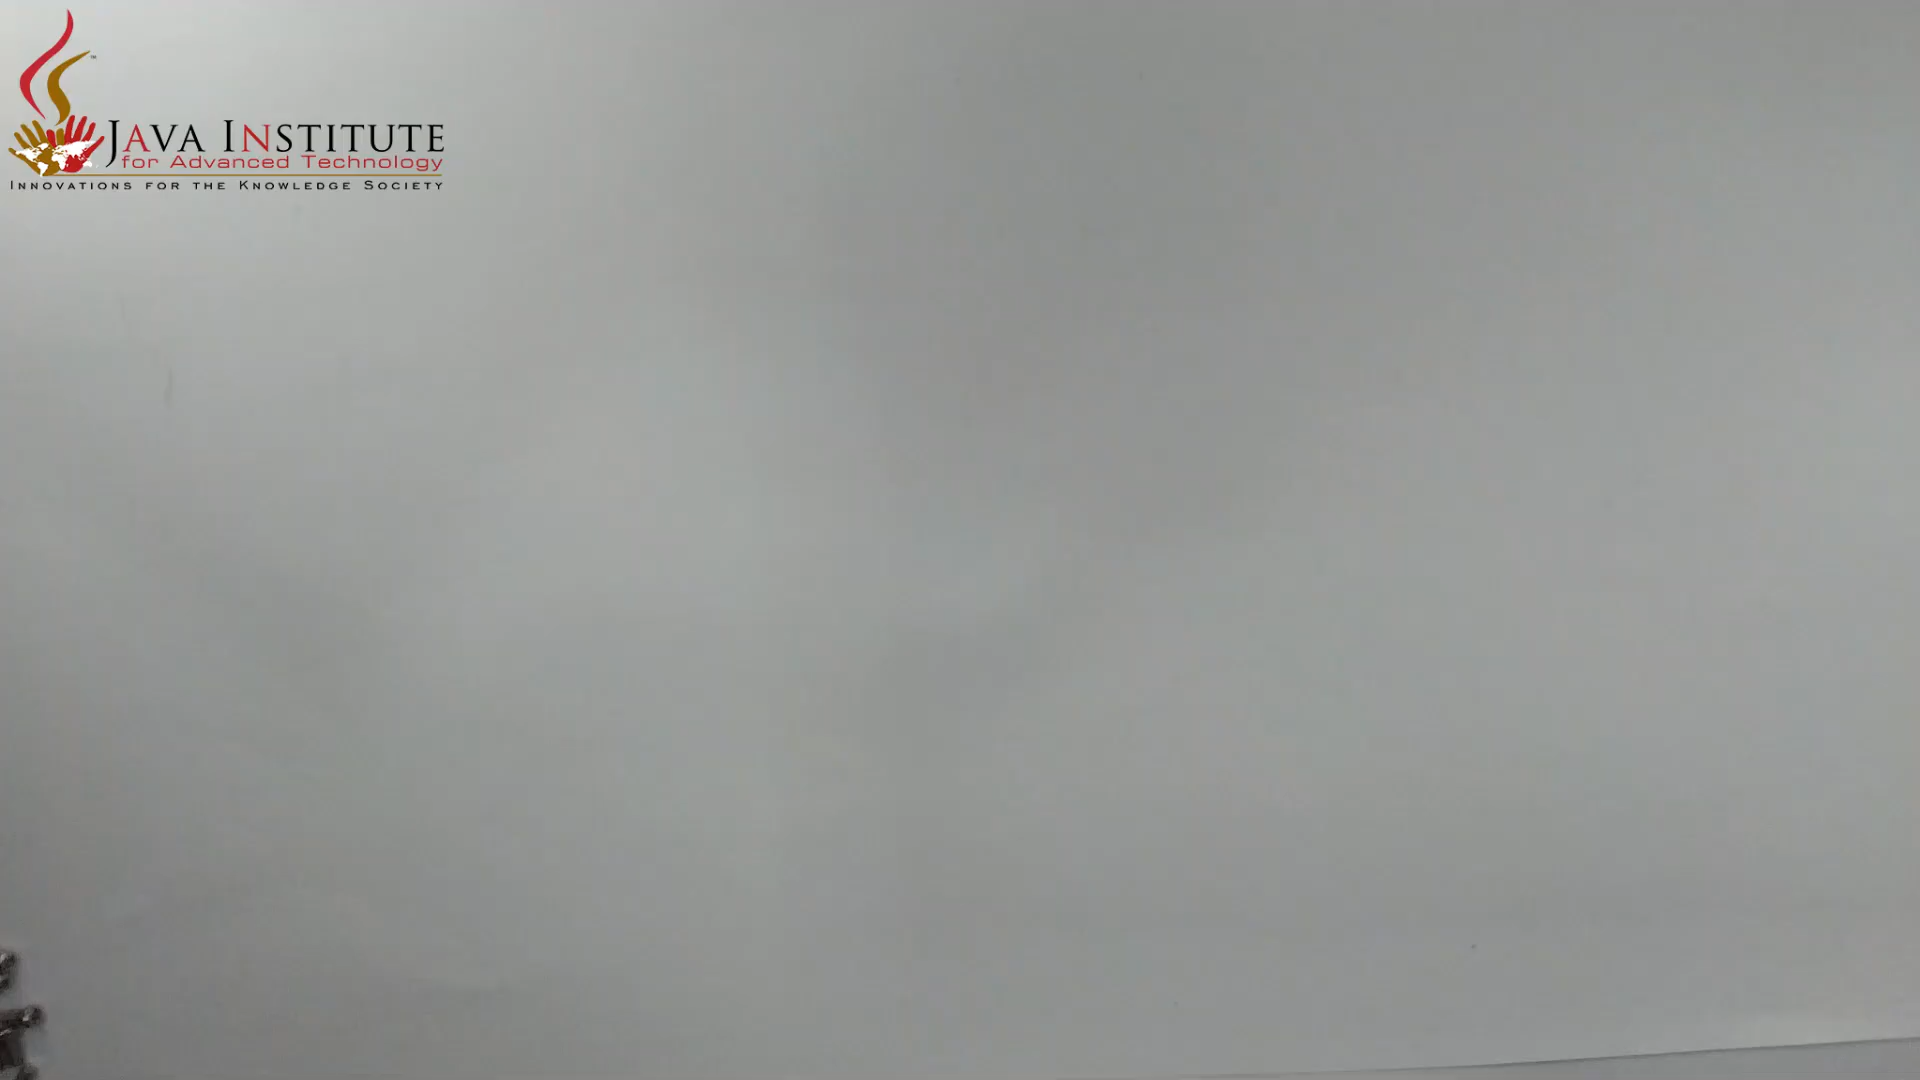 JAVA INSTITUTE
for Advanced Technology
INNOVATIONS FOR THE KNOWLEDGE SOCIETY